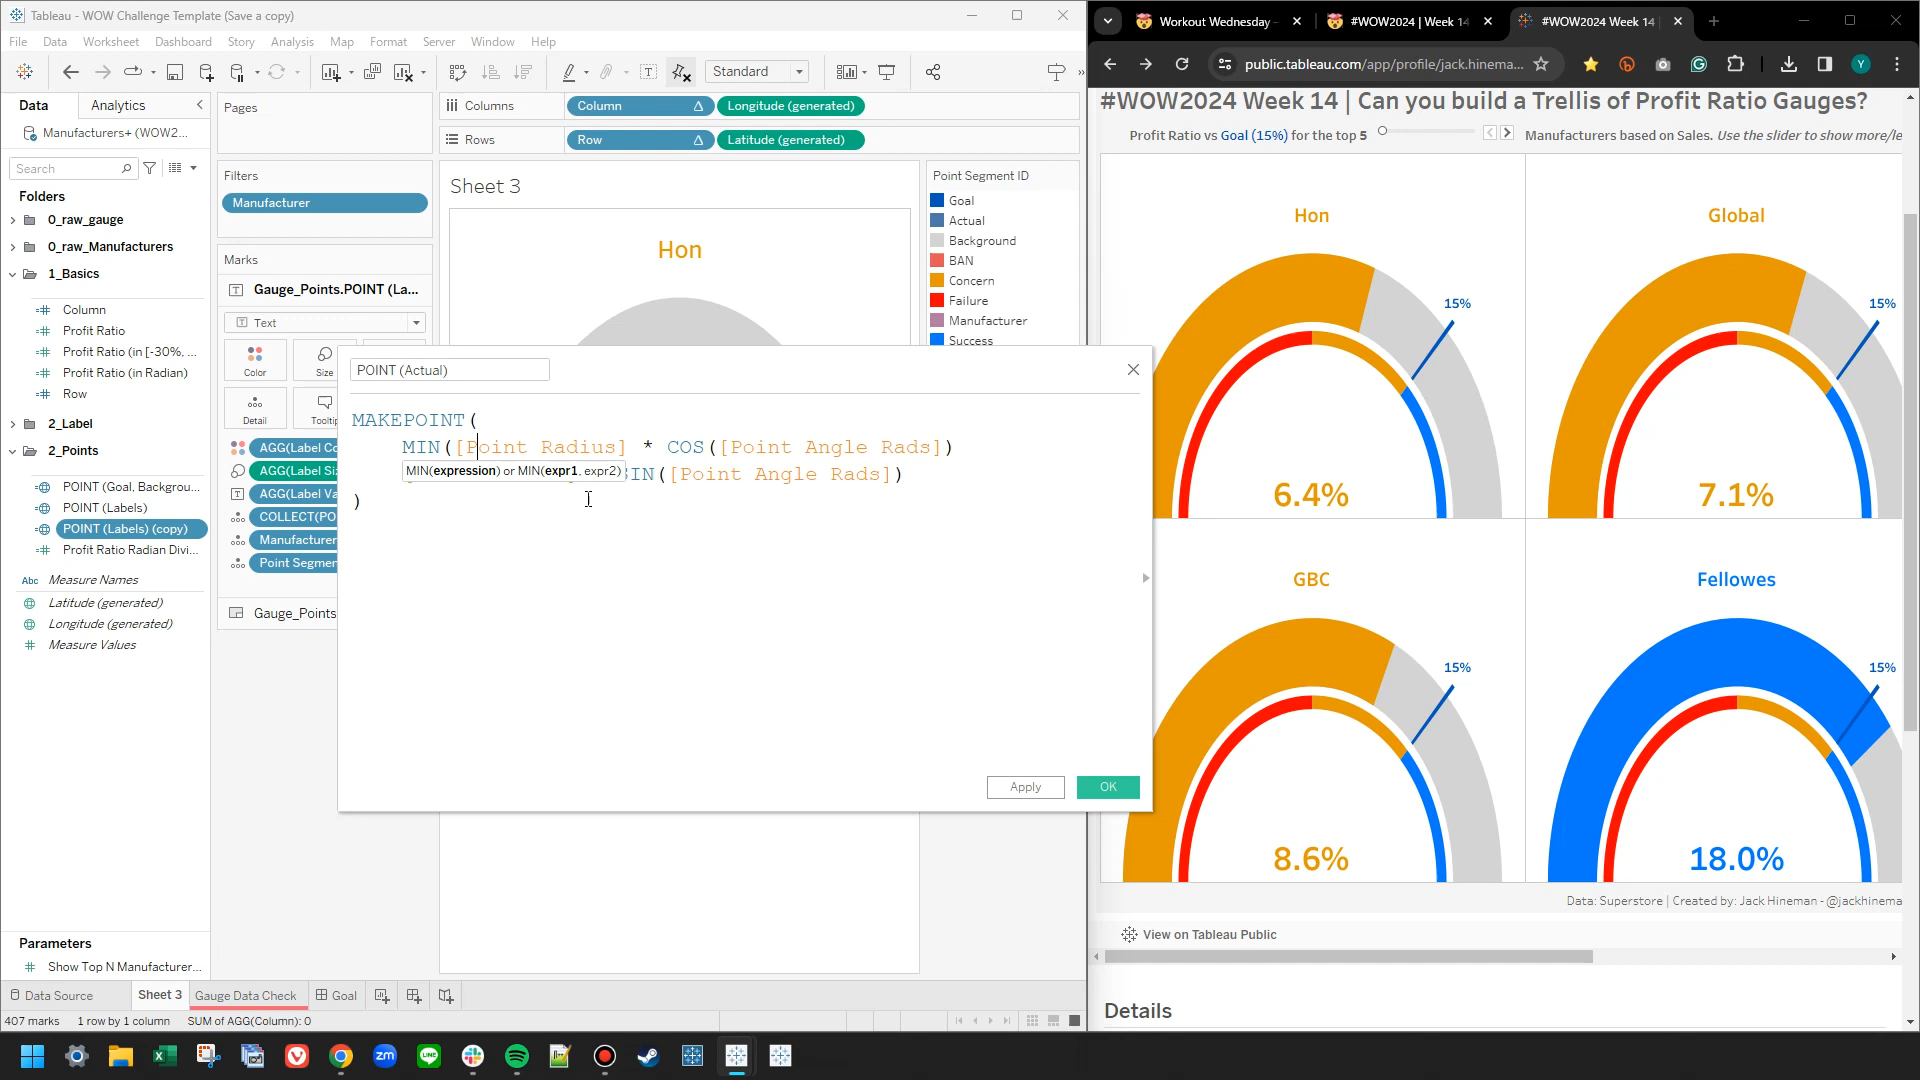 Tableau - WOW Challenge Template (Save a copy)
File Data Worksheet Dashboard Story Analysis Map Format Server Window Help
Standard
Data Analytics
Manufacturers+ (WOW2...
Search
Folders
0_raw_gauge
0_raw_Manufacturers
1_Basics
Column
Profit Ratio
Profit Ratio (in [-30%, ...
Profit Ratio (in Radian)
Row
2_Label
2_Points
POINT (Goal, Backgrou...
POINT (Labels)
POINT (Labels) (copy)
Profit Ratio Radian Divi...
Abc Measure Names
Latitude (generated)
Longitude (generated)
Measure Values
Parameters
Show Top N Manufacturer...
Pages
Filters
Manufacturer
Marks
Gauge_Points.POINT (La...
Text
Color
Size
Detail
Toolti
AGG(Label Co
AGG(Label Si
AGG(Label Va
COLLECT(PO
Manufacturer
Point Segmen
Gauge_Points
Columns
Column
Longitude (generated)
Rows
Row
Latitude (generated)
Sheet 3
Hon
Point Segment ID
Goal
Actual
Background
BAN
Concern
Failure
Manufacturer
Success
POINT (Actual)
MAKEPOINT(
MIN([Point Radius] * COS([Point Angle Rads])
MIN(expression) or MIN(expr1, expr2)
IN([Point Angle Rads])
)
Apply
OK
Data Source
Sheet 3
Gauge Data Check
Goal
407 marks 1 row by 1 column SUM of AGG(Column): 0
Workout Wednesday -
#WOW2024 | Week 14
#WOW2024 Week 14 |
public.tableau.com/app/profile/jack.hinema...
Y
#WOW2024 Week 14 | Can you build a Trellis of Profit Ratio Gauges?
Profit Ratio vs Goal (15%) for the top 5
Manufacturers based on Sales. Use the slider to show more/le
Hon
15%
6.4%
Global
15%
7.1%
GBC
15%
8.6%
Fellowes
15%
18.0%
Data: Superstore | Created by: Jack Hineman - @jackhinema
View on Tableau Public
Details
zm
LINE